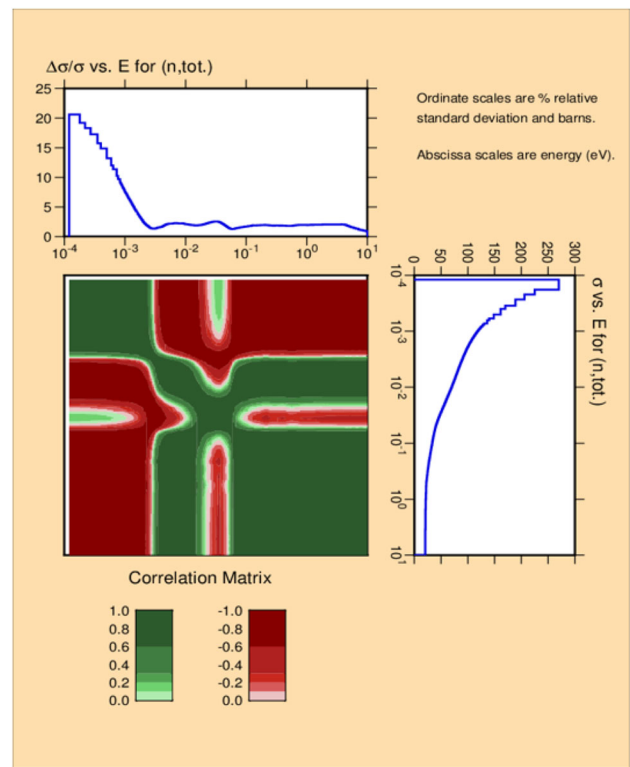 Δσ/σ vs. E for (n,tot.)
25
20
15
10
5
0
10⁻⁴ 10⁻³ 10⁻² 10⁻¹ 10⁰ 10¹
Ordinate scales are % relative
standard deviation and barns.
Abscissa scales are energy (eV).
0 50 100 150 200 250 300
10⁻⁴
10⁻³
10⁻²
10⁻¹
10⁰
10¹
σ vs. E for (n,tot.)
Correlation Matrix
1.0 -1.0
0.8 -0.8
0.6 -0.6
0.4 -0.4
0.2 -0.2
0.0 0.0